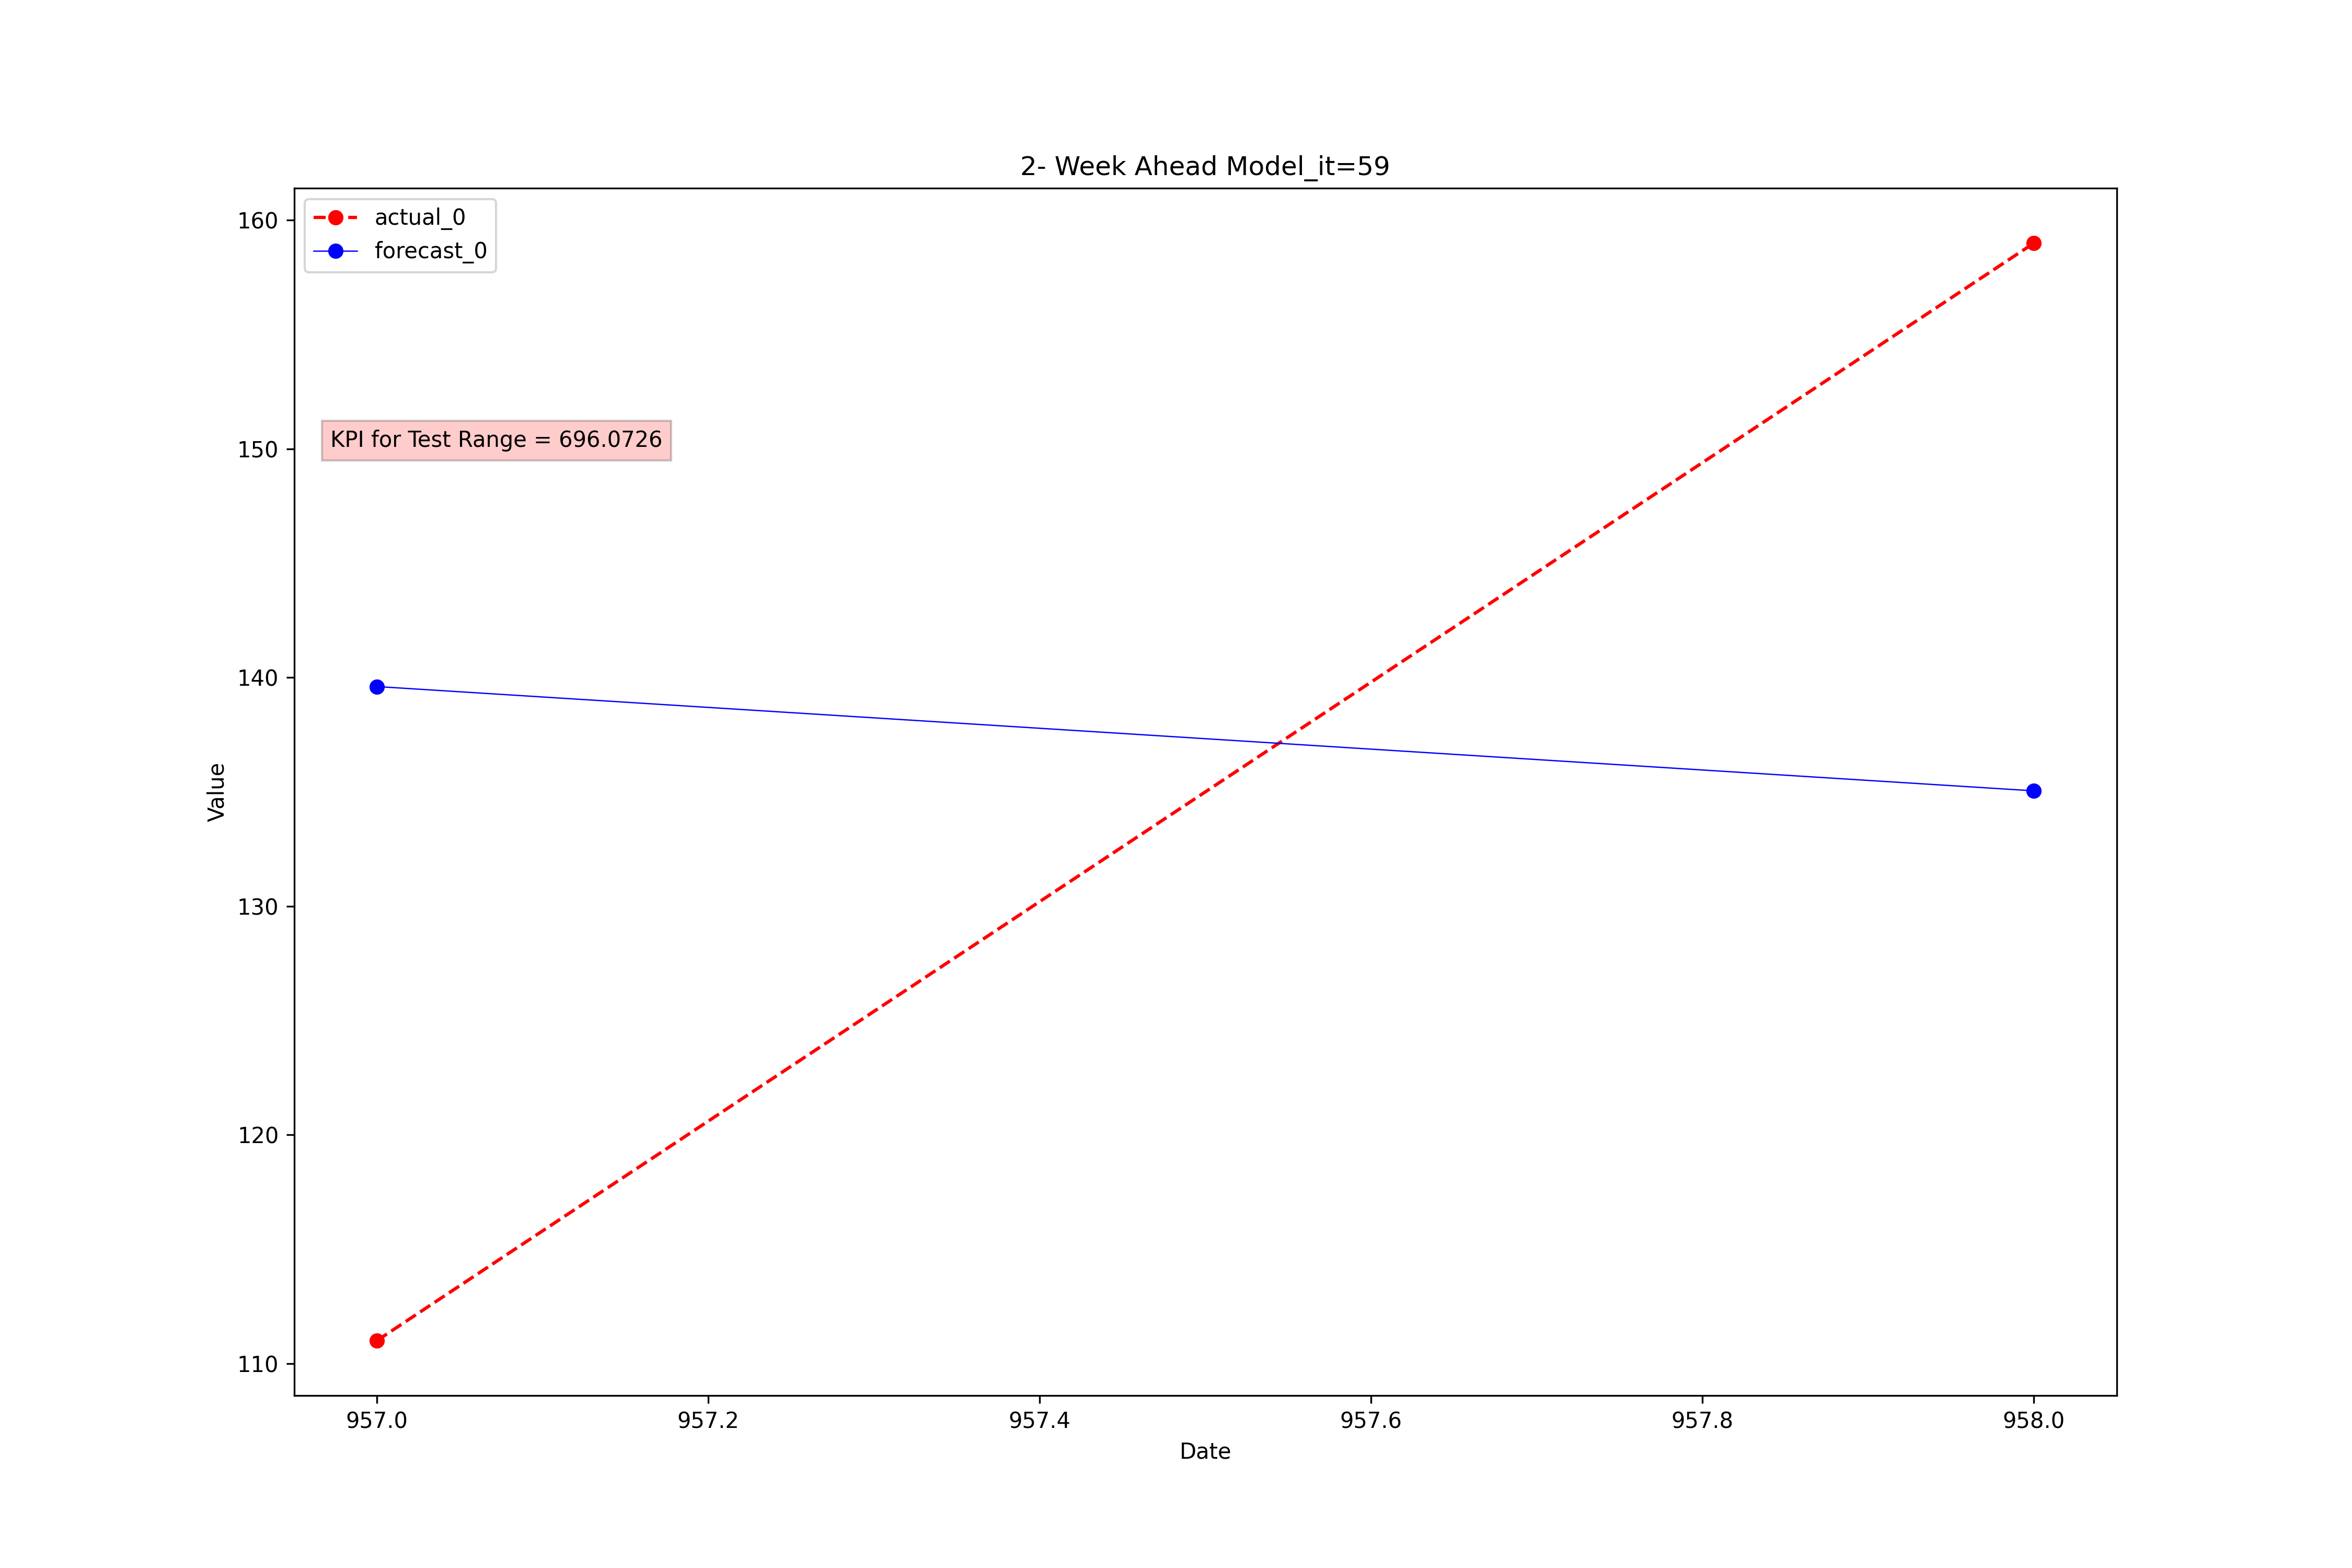 2- Week Ahead Model_it=59
actual_0
forecast_0
KPI for Test Range = 696.0726
160
150
140
130
120
110
Value
957.0
957.2
957.4
957.6
957.8
958.0
Date